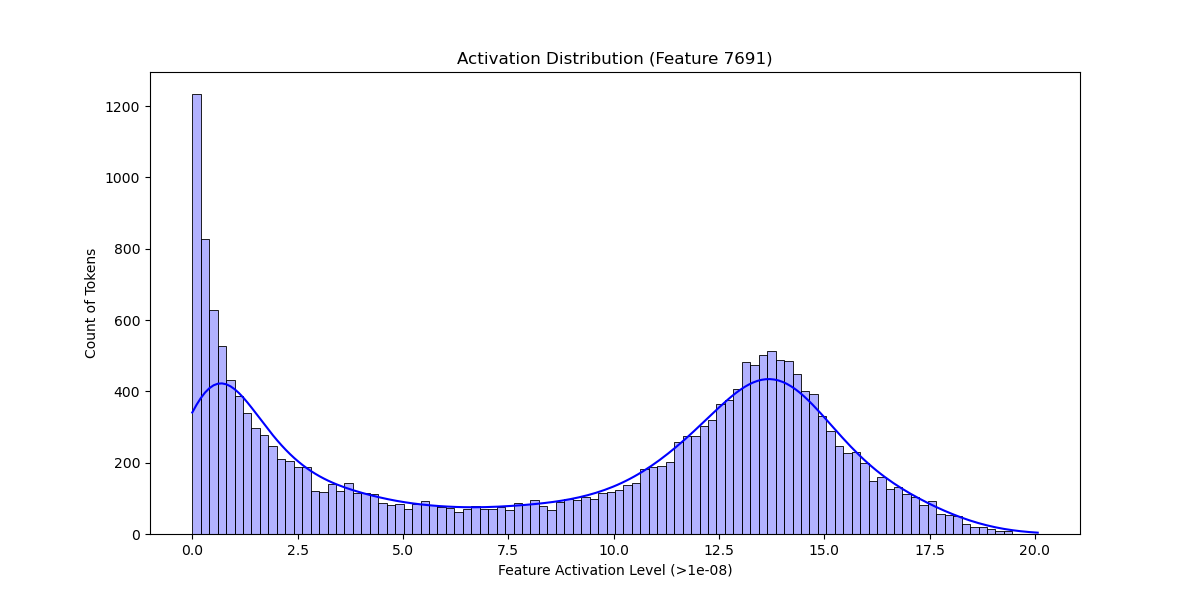 Activation Distribution (Feature 7691)
1200
1000
800
600
400
200
0
Count of Tokens
0.0 2.5 5.0 7.5 10.0 12.5 15.0 17.5 20.0
Feature Activation Level (>1e-08)